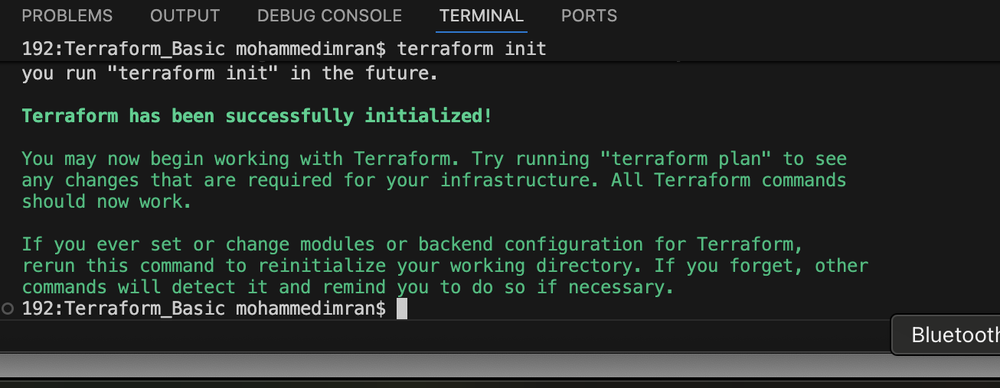 PROBLEMS OUTPUT DEBUG CONSOLE TERMINAL PORTS
192:Terraform_Basic mohammedimran$ terraform init
you run "terraform init" in the future.
Terraform has been successfully initialized!
You may now begin working with Terraform. Try running "terraform plan" to see
any changes that are required for your infrastructure. All Terraform commands
should now work.
If you ever set or change modules or backend configuration for Terraform,
rerun this command to reinitialize your working directory. If you forget, other
commands will detect it and remind you to do so if necessary.
192:Terraform_Basic mohammedimran$